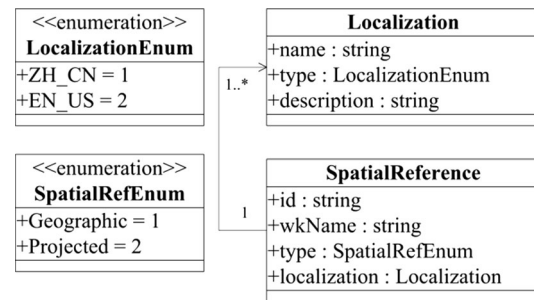 <<enumeration>>
LocalizationEnum
+ZH_CN = 1
+EN_US = 2
Localization
+name : string
+type : LocalizationEnum
+description : string
1..*
<<enumeration>>
SpatialRefEnum
+Geographic = 1
+Projected = 2
1
SpatialReference
+id : string
+wkName : string
+type : SpatialRefEnum
+localization : Localization